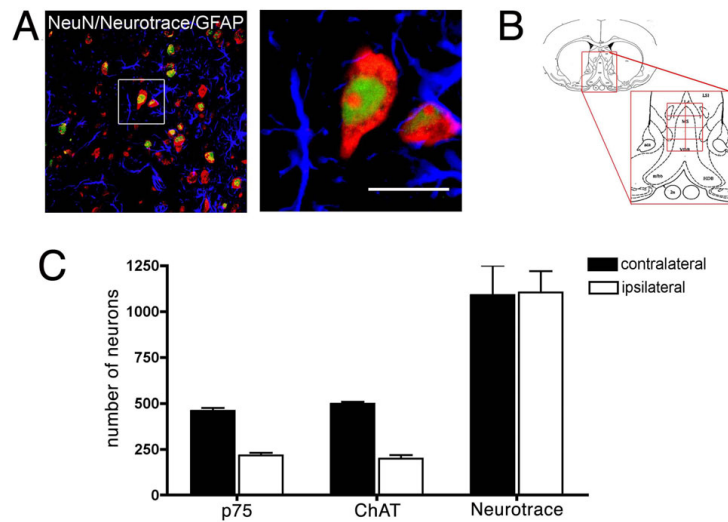 A
NeuN/Neurotrace/GFAP
B
C
number of neurons
1250
1000
750
500
250
0
p75
ChAT
Neurotrace
contralateral
ipsilateral